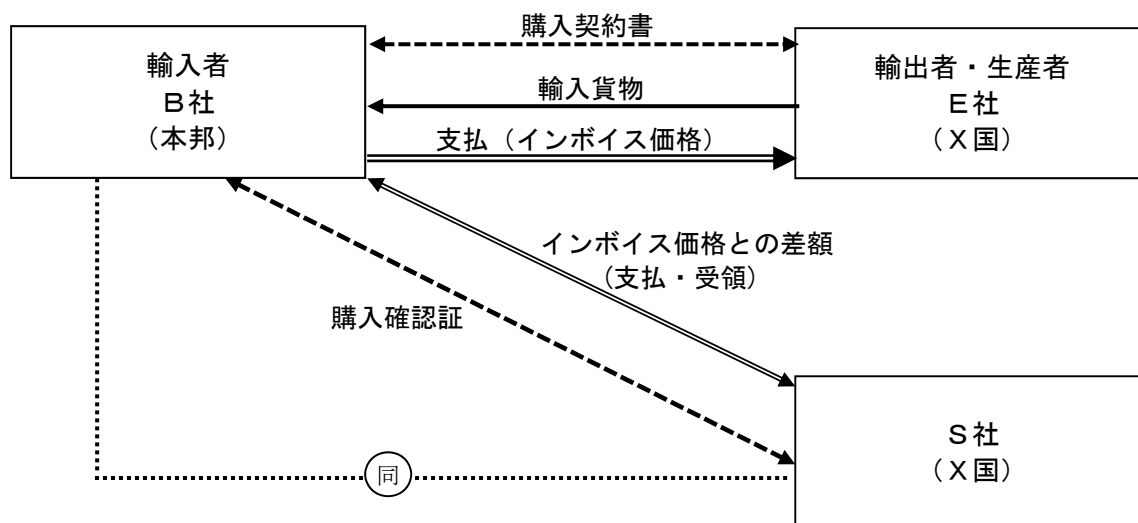 購入契約書
輸入者
B社
（本邦）
輸入貨物
支払（インボイス価格）
輸出者・生産者
E社
（X国）
インボイス価格との差額
（支払・受領）
購入確認証
S社
（X国）
同